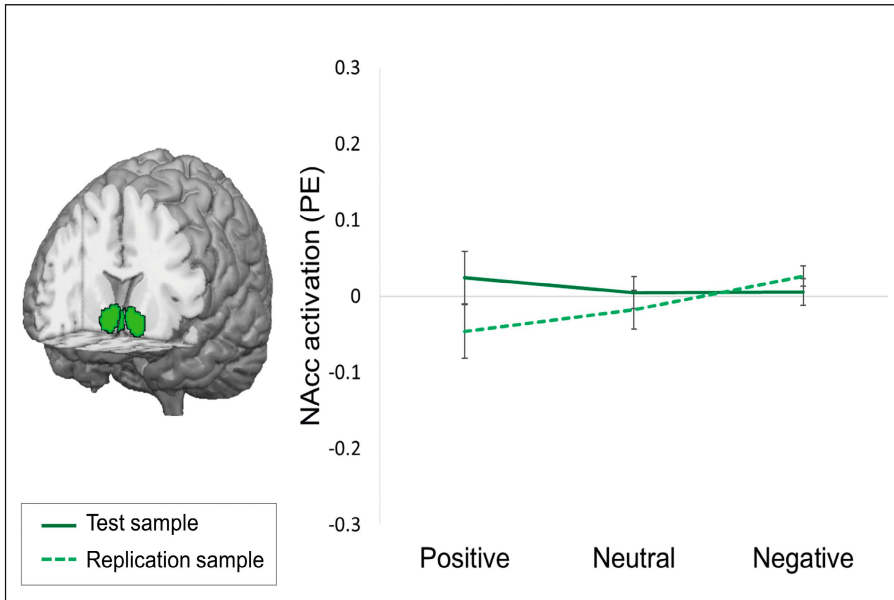 0.3
0.2
0.1
0
-0.1
-0.2
-0.3
NAcc activation (PE)
Positive Neutral Negative
Test sample
Replication sample